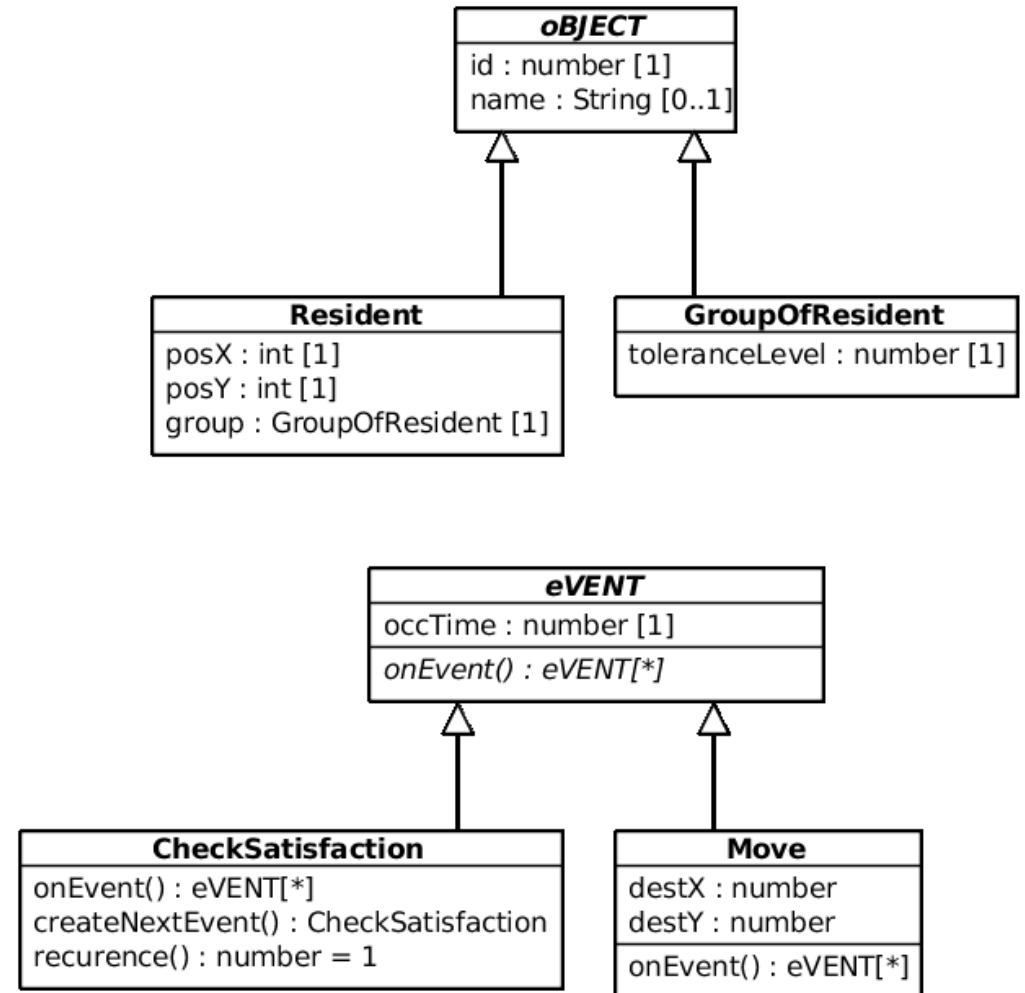 oBJECT
id : number [1]
name : String [0..1]
Resident
posX : int [1]
posY : int [1]
group : GroupOfResident [1]
GroupOfResident
toleranceLevel : number [1]
eVENT
occTime : number [1]
onEvent() : eVENT[*]
CheckSatisfaction
onEvent() : eVENT[*]
createNextEvent() : CheckSatisfaction
recurence() : number = 1
Move
destX : number
destY : number
onEvent() : eVENT[*]